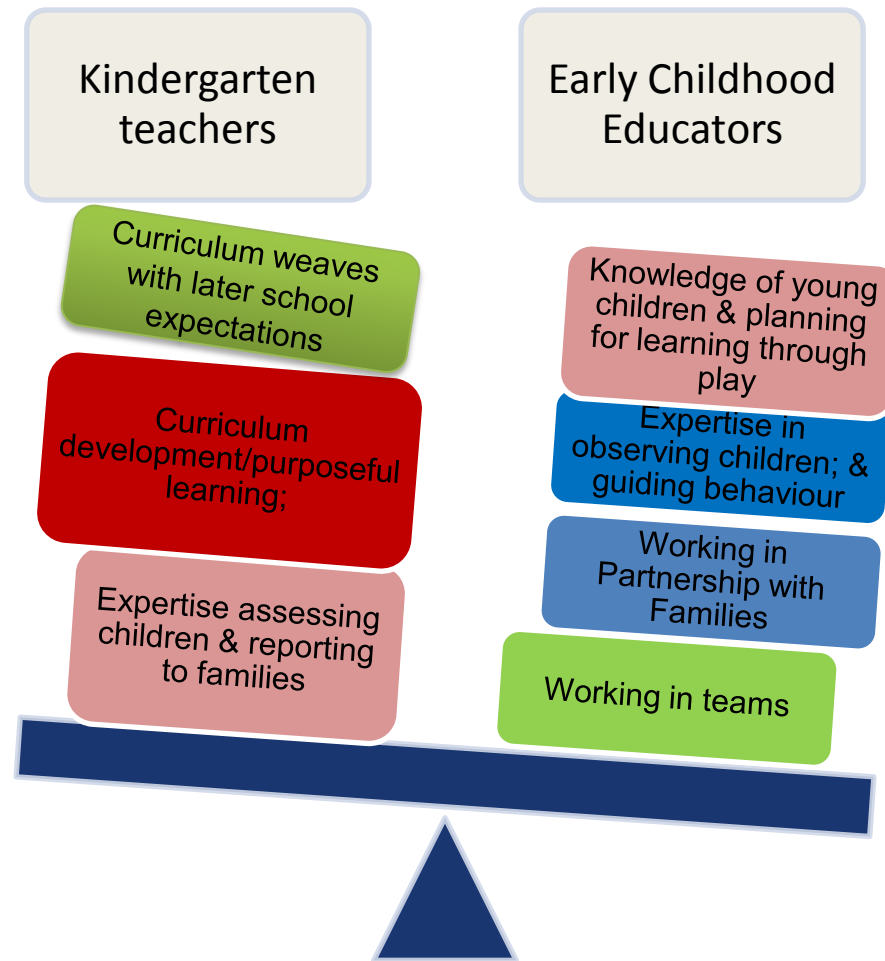 Kindergarten
teachers
Early Childhood
Educators
Curriculum weaves
with later school
expectations
Curriculum
development/purposeful
learning;
Expertise assessing
children & reporting
to families
Knowledge of young
children & planning
for learning through
play
Expertise in
observing children; &
guiding behaviour
Working in
Partnership with
Families
Working in teams